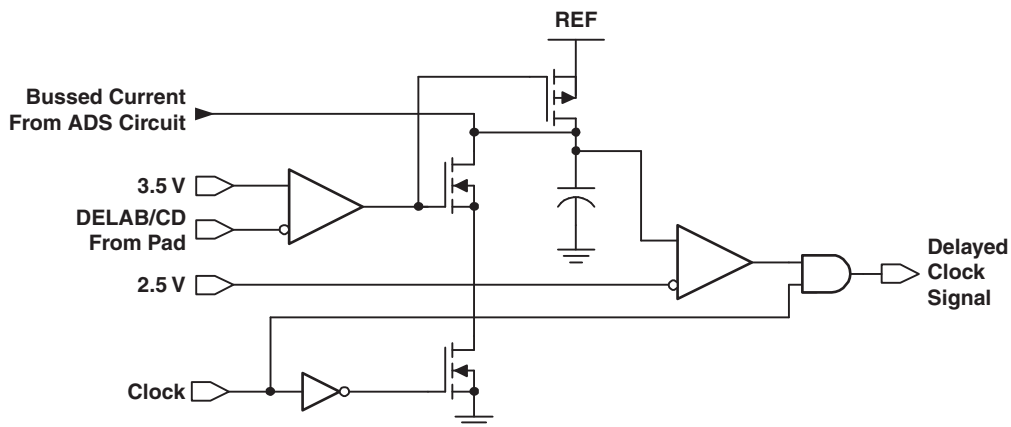 REF
Bussed Current
From ADS Circuit
3.5 V
DELAB/CD
From Pad
2.5 V
Delayed
Clock
Signal
Clock